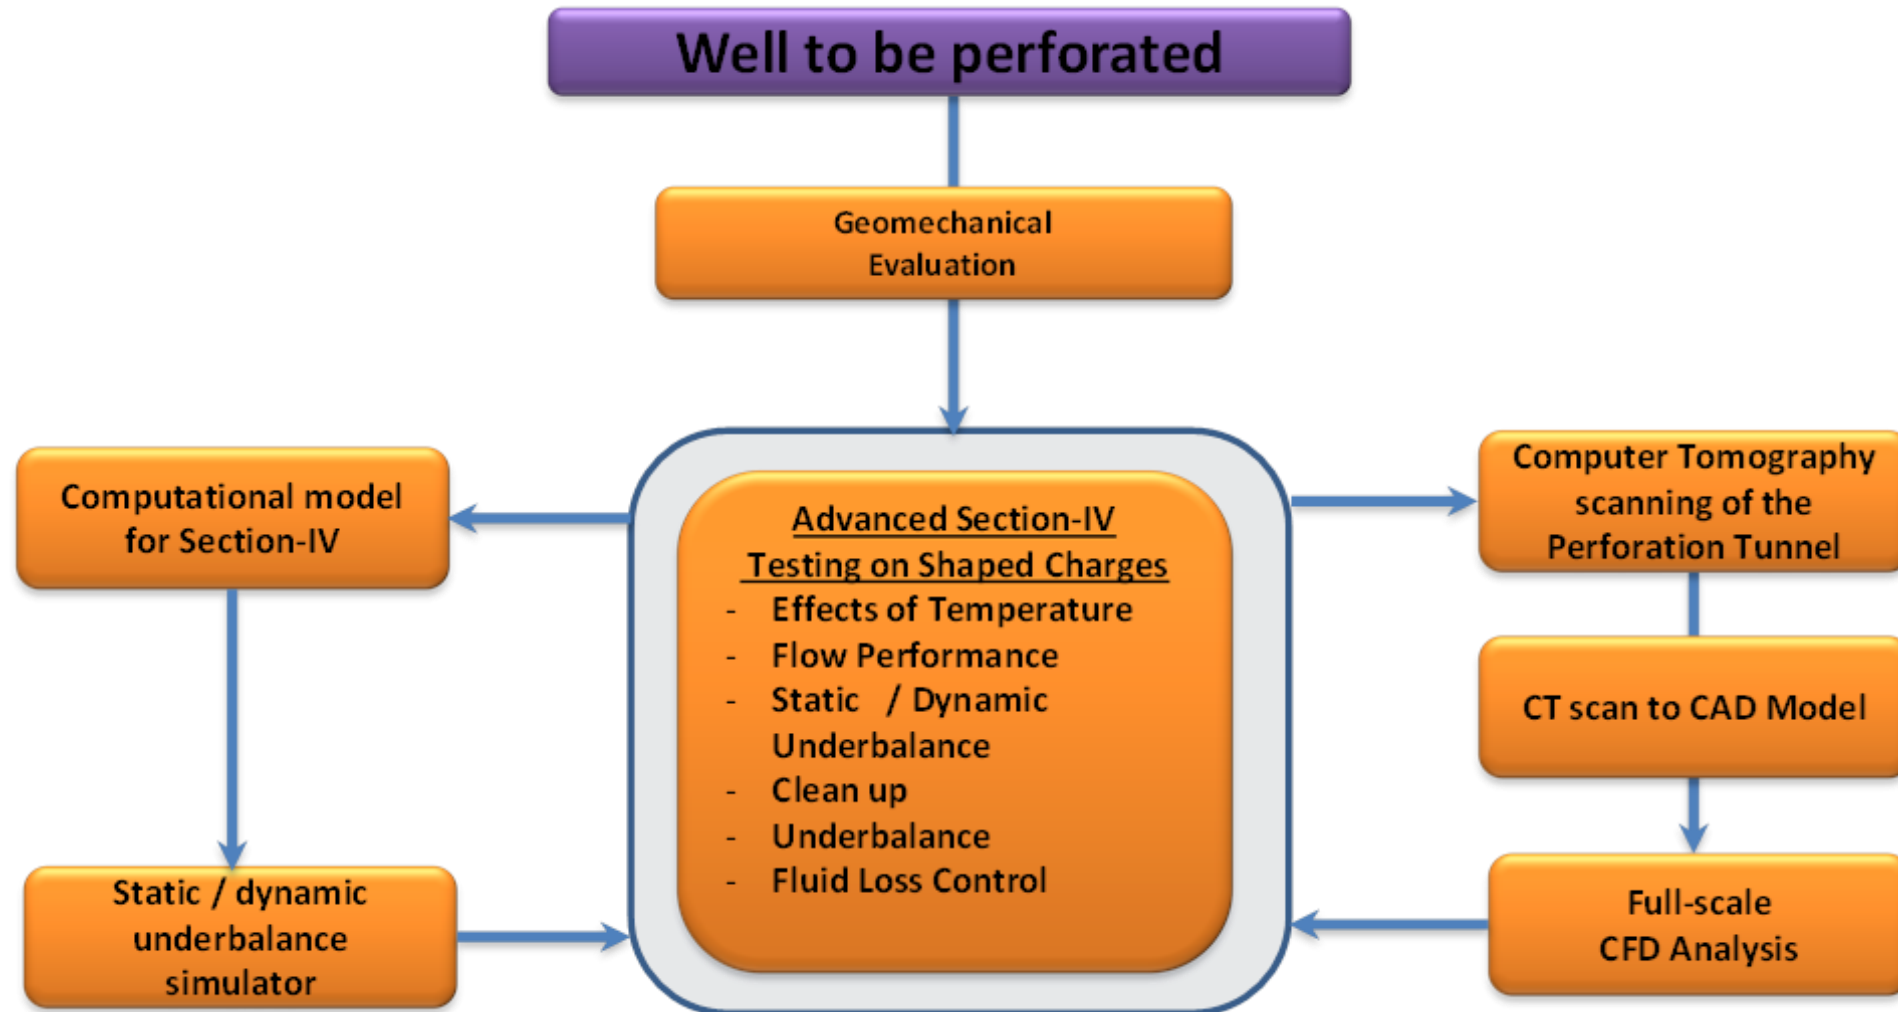 Well to be perforated
Geomechanical
Evaluation
Computational model
for Section-IV
Static / dynamic
underbalance
simulator
Advanced Section-IV
Testing on Shaped Charges
- Effects of Temperature
- Flow Performance
- Static / Dynamic
Underbalance
- Clean up
- Underbalance
- Fluid Loss Control
Computer Tomography
scanning of the
Perforation Tunnel
CT scan to CAD Model
Full-scale
CFD Analysis